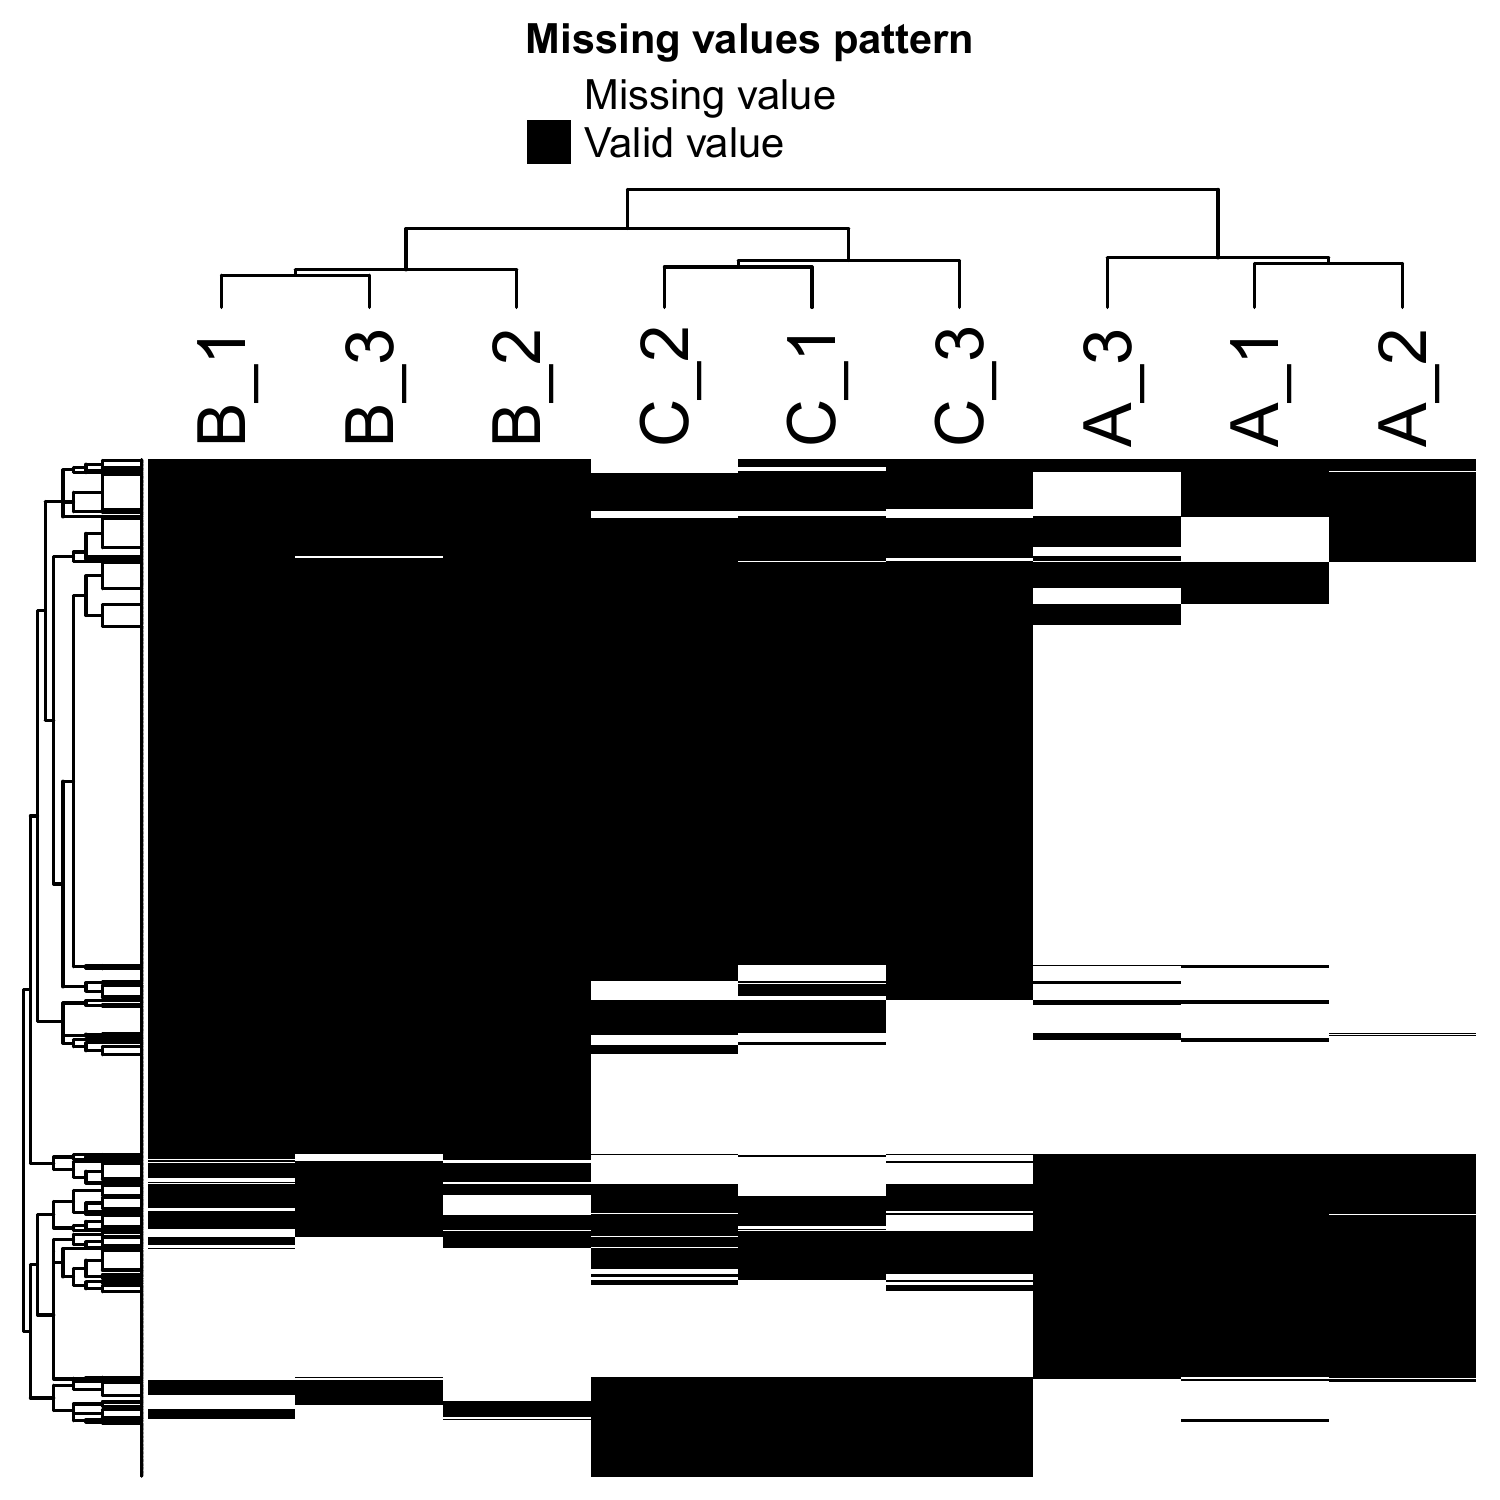 Missing values pattern
Missing value
Valid value
B_1
B_3
B_2
C_2
C_1
C_3
A_3
A_1
A_2